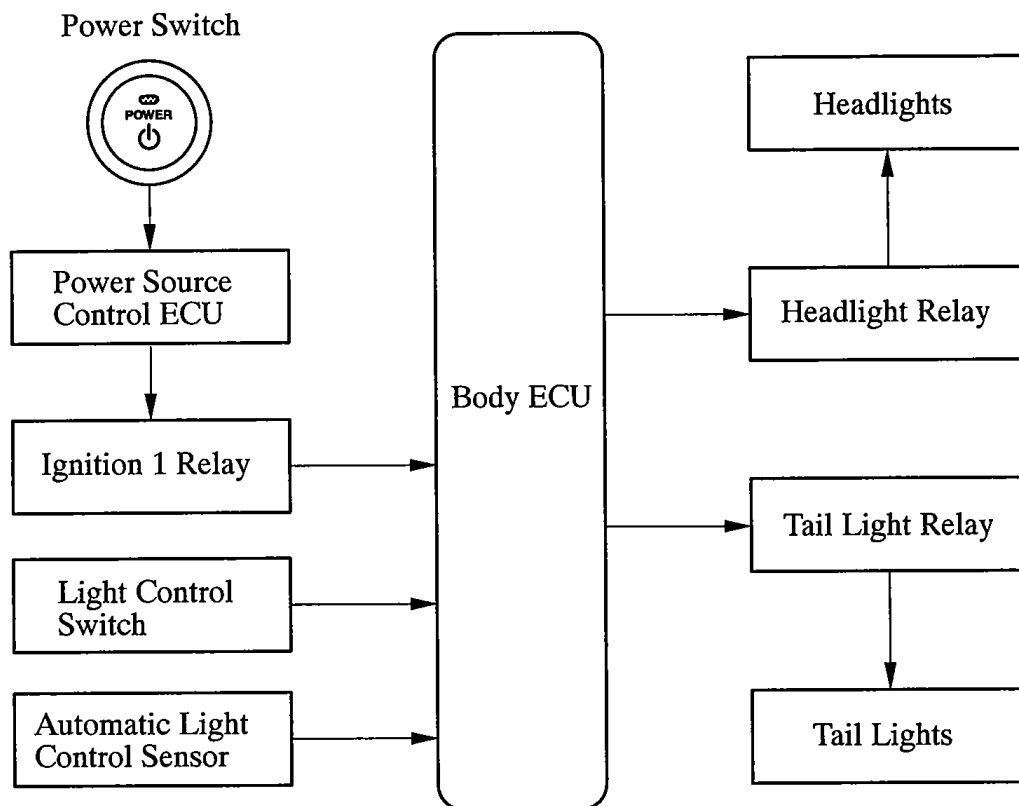 Power Switch
POWER
Power Source
Control ECU
Ignition 1 Relay
Light Control
Switch
Automatic Light
Control Sensor
Body ECU
Headlights
Headlight Relay
Tail Light Relay
Tail Lights